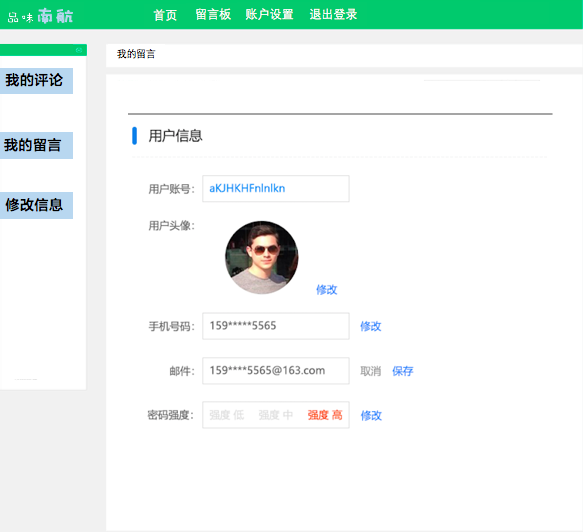 品味南航 首页 留言板 账户设置 退出登录
我的评论
我的留言
修改信息
我的留言
用户信息
用户账号: aKJHKHFnlnlkn
用户头像:
修改
手机号码: 159*****5565 修改
邮件: 159****5565@163.com 取消 保存
密码强度: 强度 低 强度 中 强度 高 修改